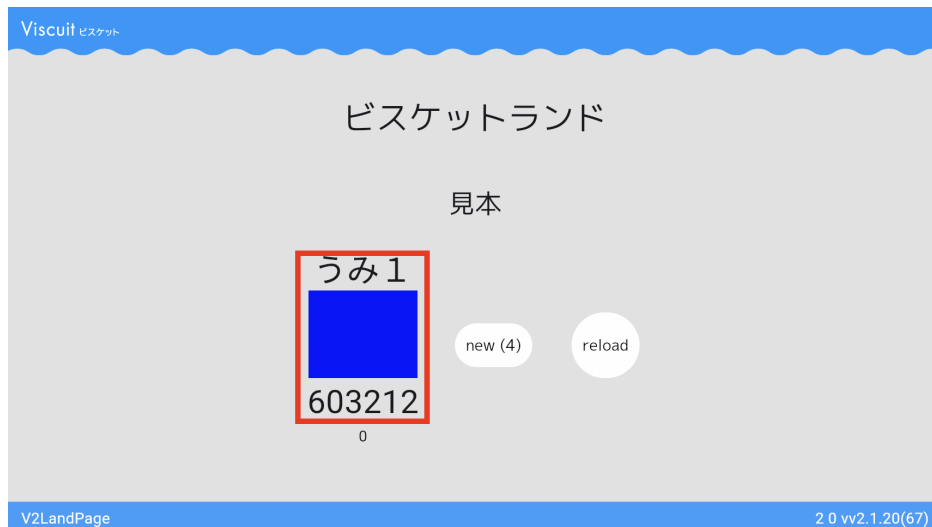 Viscuit ビスケット
ビスケットランド
見本
うみ１
new (4)
reload
603212
0
V2LandPage
2 0 vv2.1.20(67)